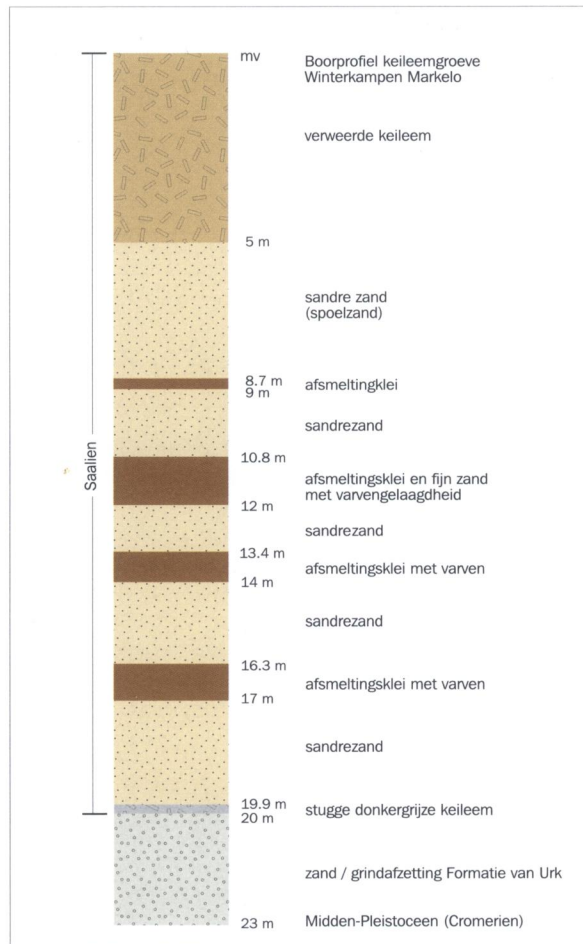 mv
Boorprofiel keileemgroeve
Winterkampen Markelo
verweerde keileem
5 m
sandre zand
(spoelzand)
8.7 m
afsmeltingklei
9 m
sandrezand
10.8 m
afsmeltingsklei en fijn zand
met varvengelaagdheid
12 m
sandrezand
13.4 m
afsmeltingsklei met varven
14 m
sandrezand
16.3 m
afsmeltingsklei met varven
17 m
sandrezand
19.9 m
stugge donkergrijze keileem
20 m
zand / grindafzetting Formatie van Urk
23 m
Midden-Pleistoceen (Cromerien)
Saalien